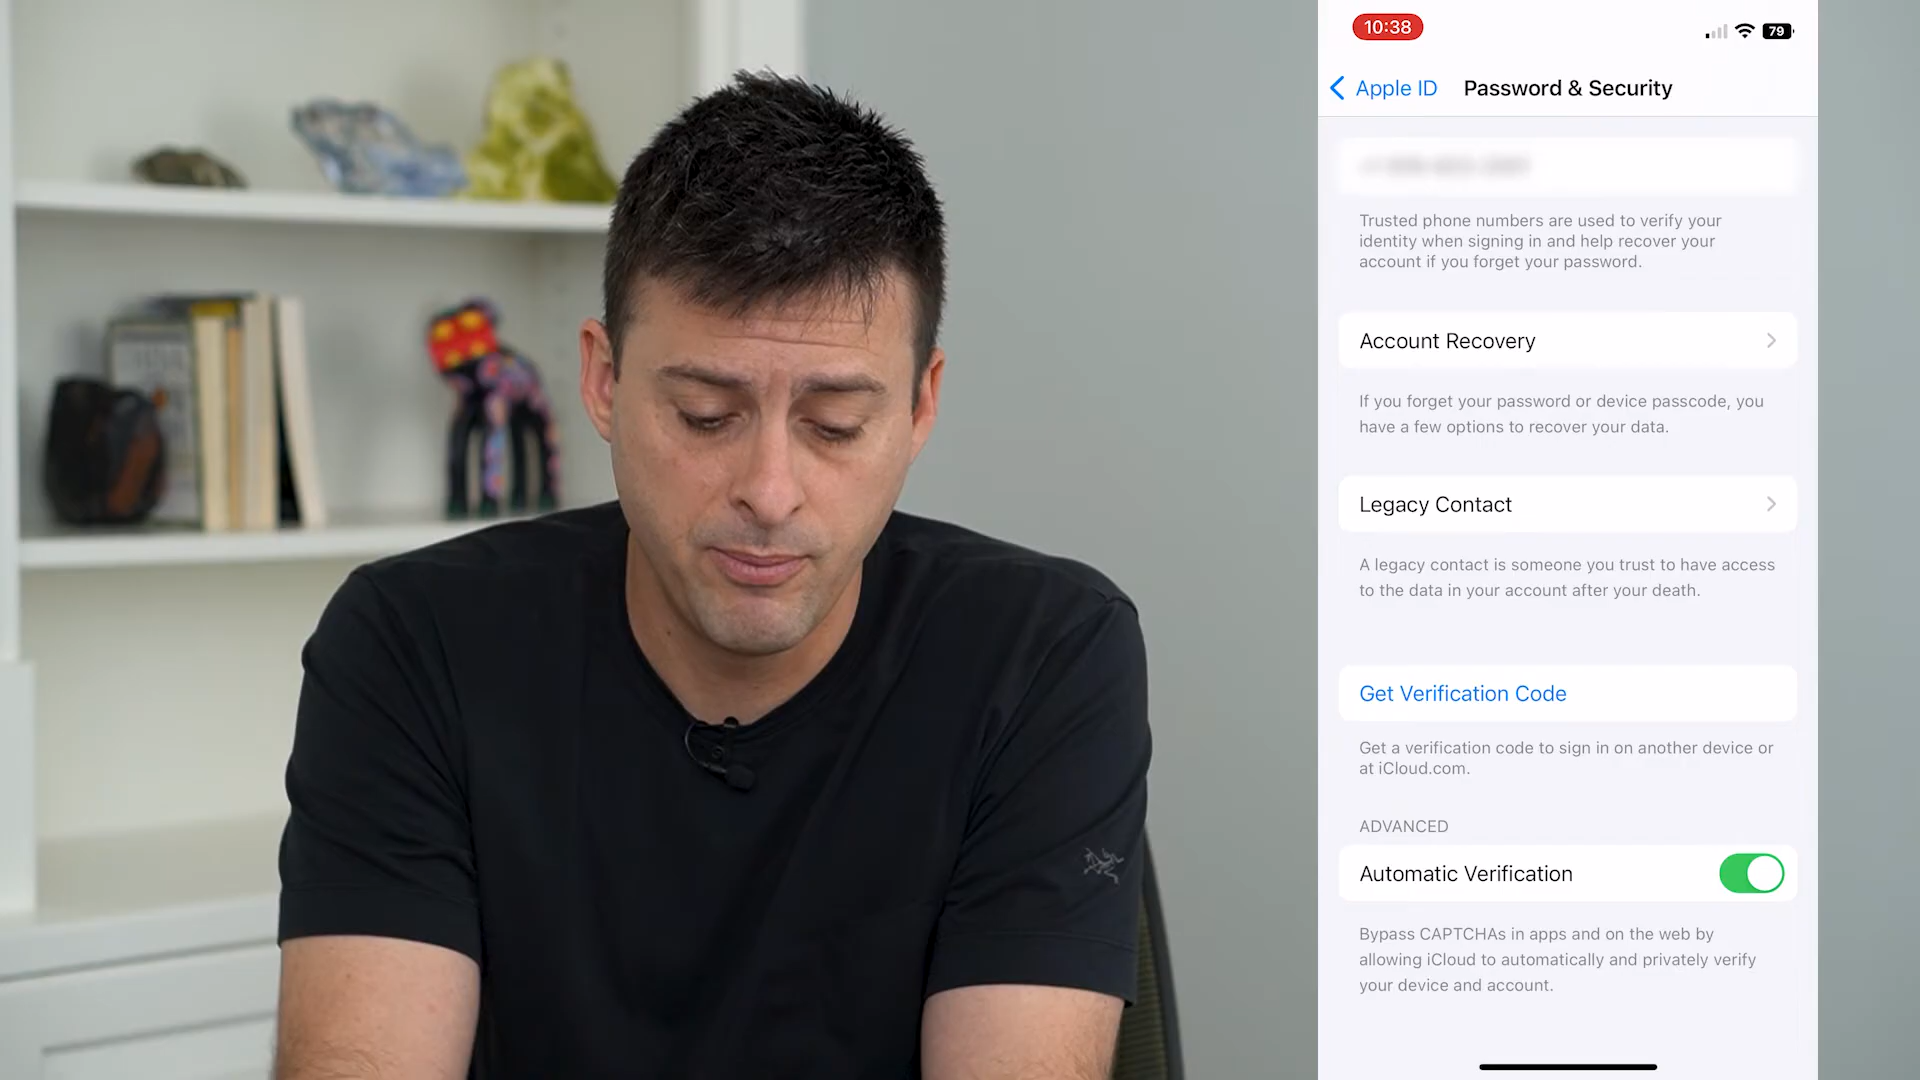 10:38
79
Apple ID
Password & Security
Trusted phone numbers are used to verify your
identity when signing in and help recover your
account if you forget your password.
Account Recovery
If you forget your password or device passcode, you
have a few options to recover your data.
Legacy Contact
A legacy contact is someone you trust to have access
to the data in your account after your death.
Get Verification Code
Get a verification code to sign in on another device or
at iCloud.com.
ADVANCED
Automatic Verification
Bypass CAPTCHAs in apps and on the web by
allowing iCloud to automatically and privately verify
your device and account.